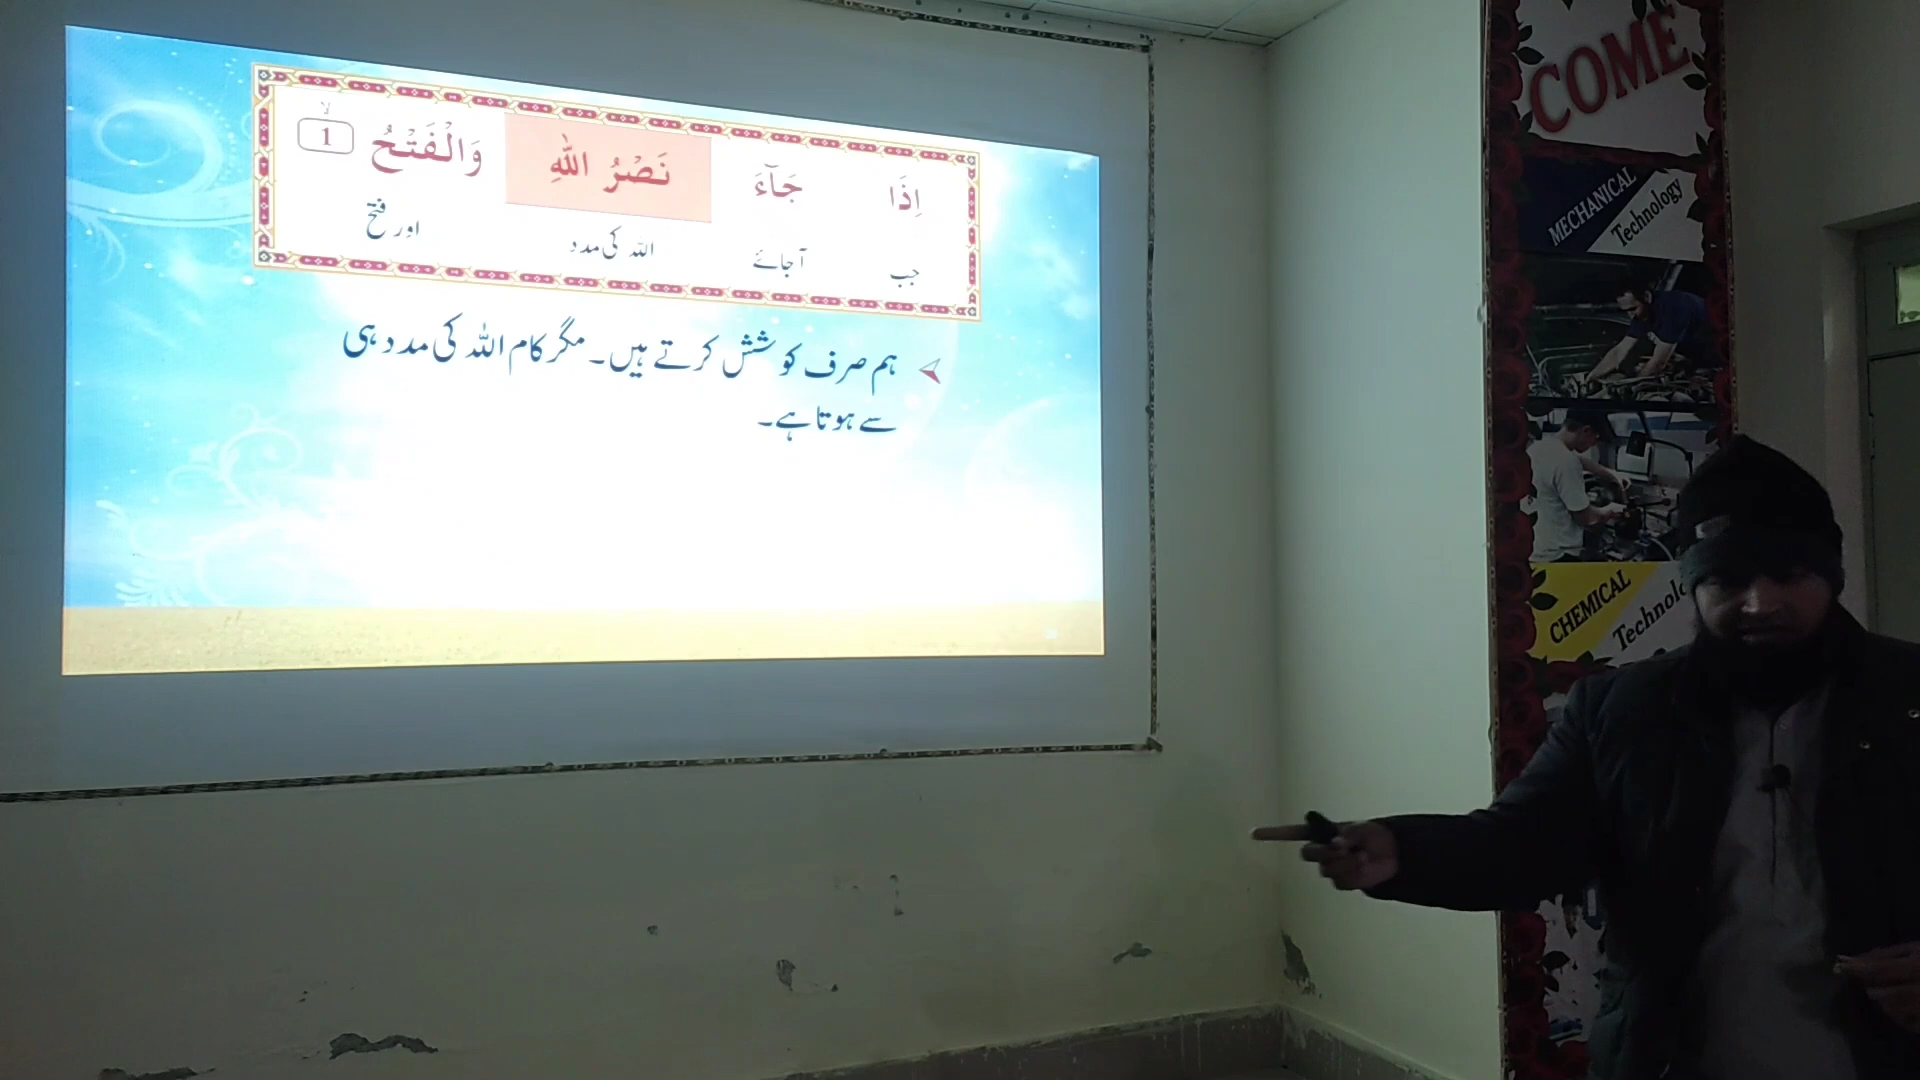 اِذَا جَآءَ نَصْرُ اللّٰهِ وَالْفَتْحُ ۙ 1
جب آجائے اللہ کی مدد اور فتح
ہم صرف کوشش کرتے ہیں۔ مگر کام اللہ کی مدد ہی
سے ہوتا ہے۔
COME
MECHANICAL
Technology
CHEMICAL
Technolo